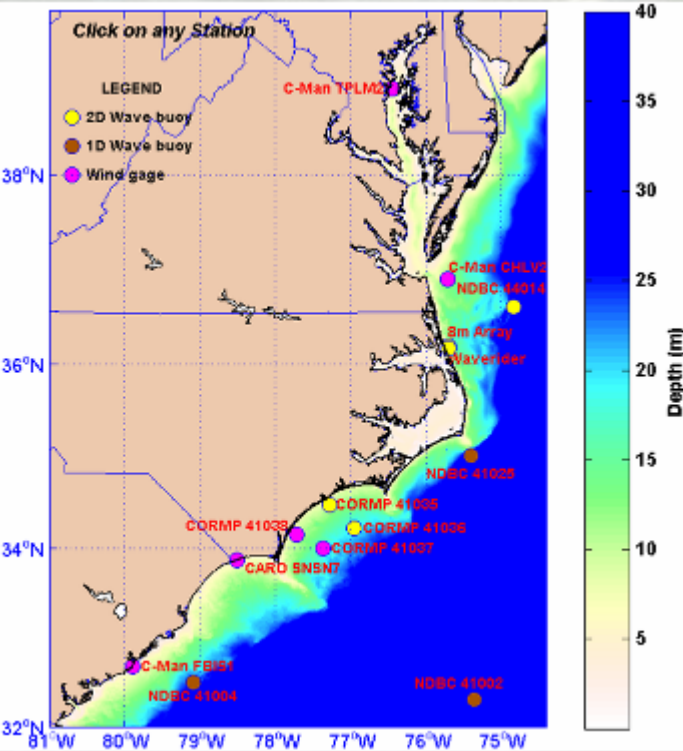 Click on any Station
LEGEND
2D Wave buoy
1D Wave buoy
Wind gage
C-Man TPLM2
C-Man CHLV2
NDBC 44014
8m Array
Waverider
NDBC 41025
CORMP 41035
CORMP 41038
CORMP 41036
CORMP 41037
CARO SNSN7
C-Man FBIS1
NDBC 41004
NDBC 41002
38°N
36°N
34°N
32°N
81°W 80°W 79°W 78°W 77°W 76°W 75°W
40
35
30
25
20
15
10
5
Depth (m)